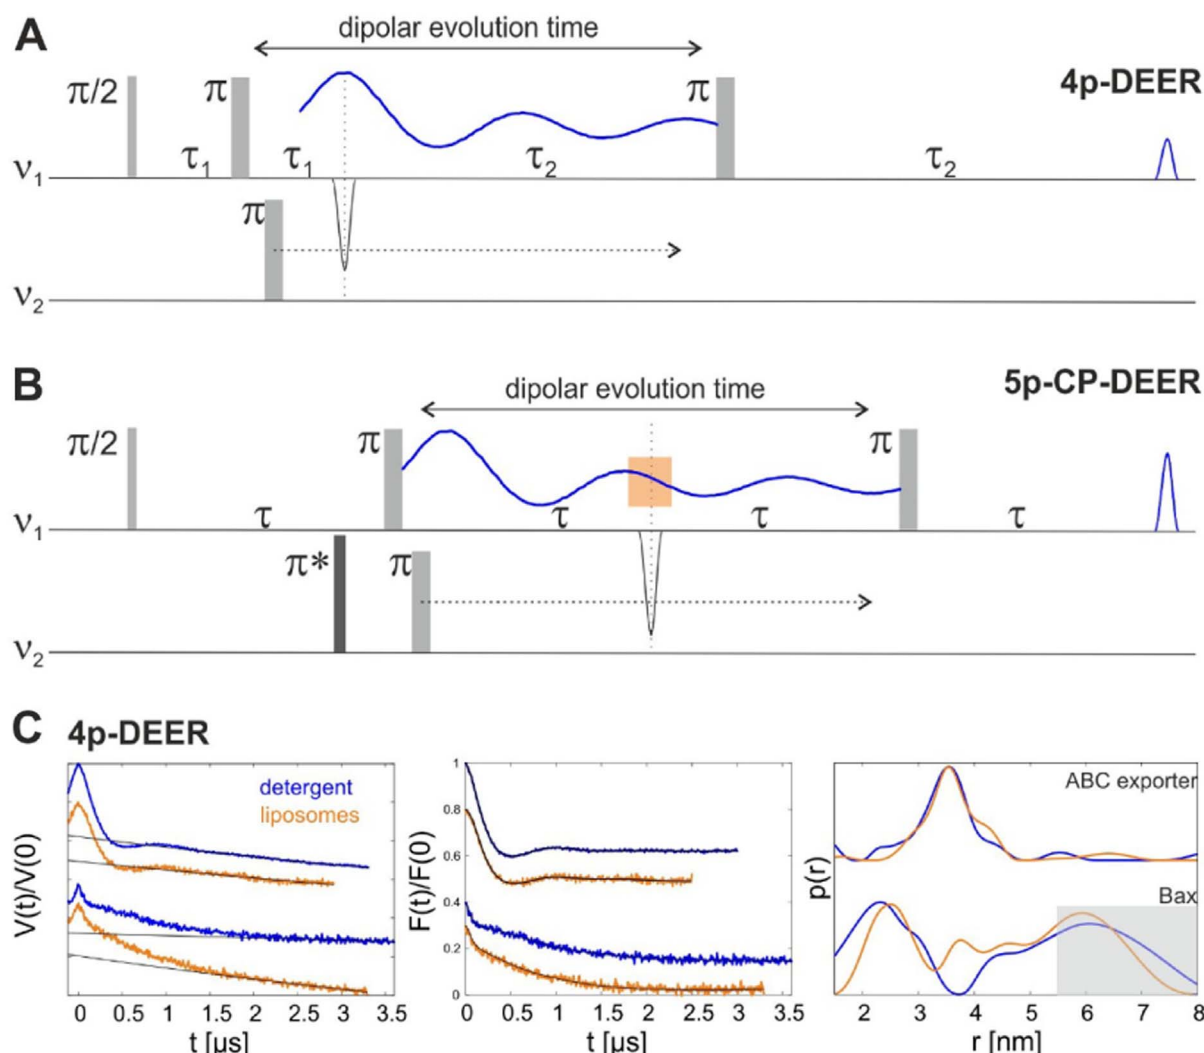 A
dipolar evolution time
4p-DEER
π/2
π
π
ν1
τ1
τ1
τ2
τ2
π
ν2
B
dipolar evolution time
5p-CP-DEER
π/2
π
π
ν1
τ
τ
τ
τ
π*
π
ν2
C 4p-DEER
detergent
liposomes
V(t)/V(0)
0 0.5 1 1.5 2 2.5 3 3.5
t [µs]
F(t)/F(0)
1
0.8
0.6
0.4
0.2
0
0 0.5 1 1.5 2 2.5 3 3.5
t [µs]
ABC exporter
p(r)
Bax
2 3 4 5 6 7 8
r [nm]